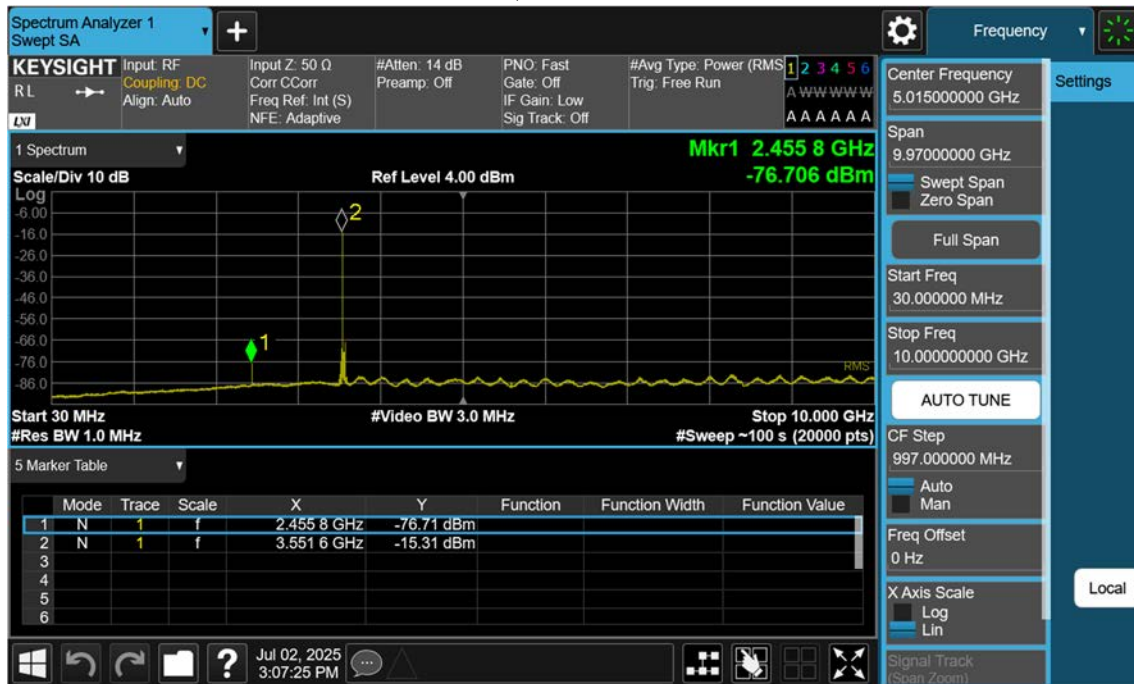 Spectrum Analyzer 1
Swept SA
Frequency
KEYSIGHT
RL
LXI
Input: RF
Coupling: DC
Align: Auto
Input Z: 50 Ω
Corr CCorr
Freq Ref: Int (S)
NFE: Adaptive
#Atten: 14 dB
Preamp: Off
PNO: Fast
Gate: Off
IF Gain: Low
Sig Track: Off
#Avg Type: Power (RMS
Trig: Free Run
1 2 3 4 5 6
A W W W W W
A A A A A A
1 Spectrum
Scale/Div 10 dB
Ref Level 4.00 dBm
Mkr1 2.455 8 GHz
-76.706 dBm
Log
-6.00
-16.0
-26.0
-36.0
-46.0
-56.0
-66.0
-76.0
-86.0
2
1
RMS
Start 30 MHz
#Video BW 3.0 MHz
Stop 10.000 GHz
#Res BW 1.0 MHz
#Sweep ~100 s (20000 pts)
5 Marker Table
Mode Trace Scale X Y Function Function Width Function Value
1 N 1 f 2.455 8 GHz -76.71 dBm
2 N 1 f 3.551 6 GHz -15.31 dBm
3
4
5
6
?
Jul 02, 2025
3:07:25 PM
Center Frequency
5.015000000 GHz
Span
9.97000000 GHz
Swept Span
Zero Span
Full Span
Start Freq
30.000000 MHz
Stop Freq
10.000000000 GHz
AUTO TUNE
CF Step
997.000000 MHz
Auto
Man
Freq Offset
0 Hz
X Axis Scale
Log
Lin
Signal Track
(Span Zoom)
Settings
Local